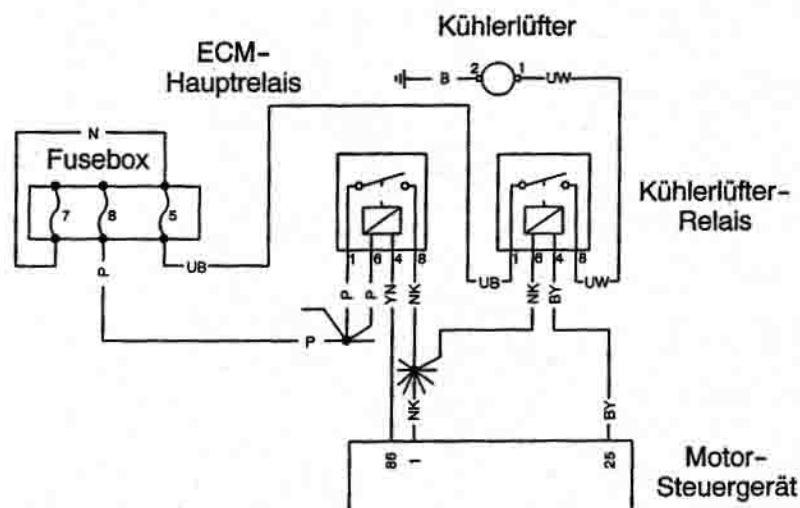 Kühlerlüfter
ECM-
Hauptrelais
2 1
B UW
N
Fusebox
7 8 5
Kühlerlüfter-
Relais
P UB
1 6 4 8
UB 1 6 4 8 UW
P P YN NK
NK BY
P
NK BY
86 1 25
Motor-
Steuergerät